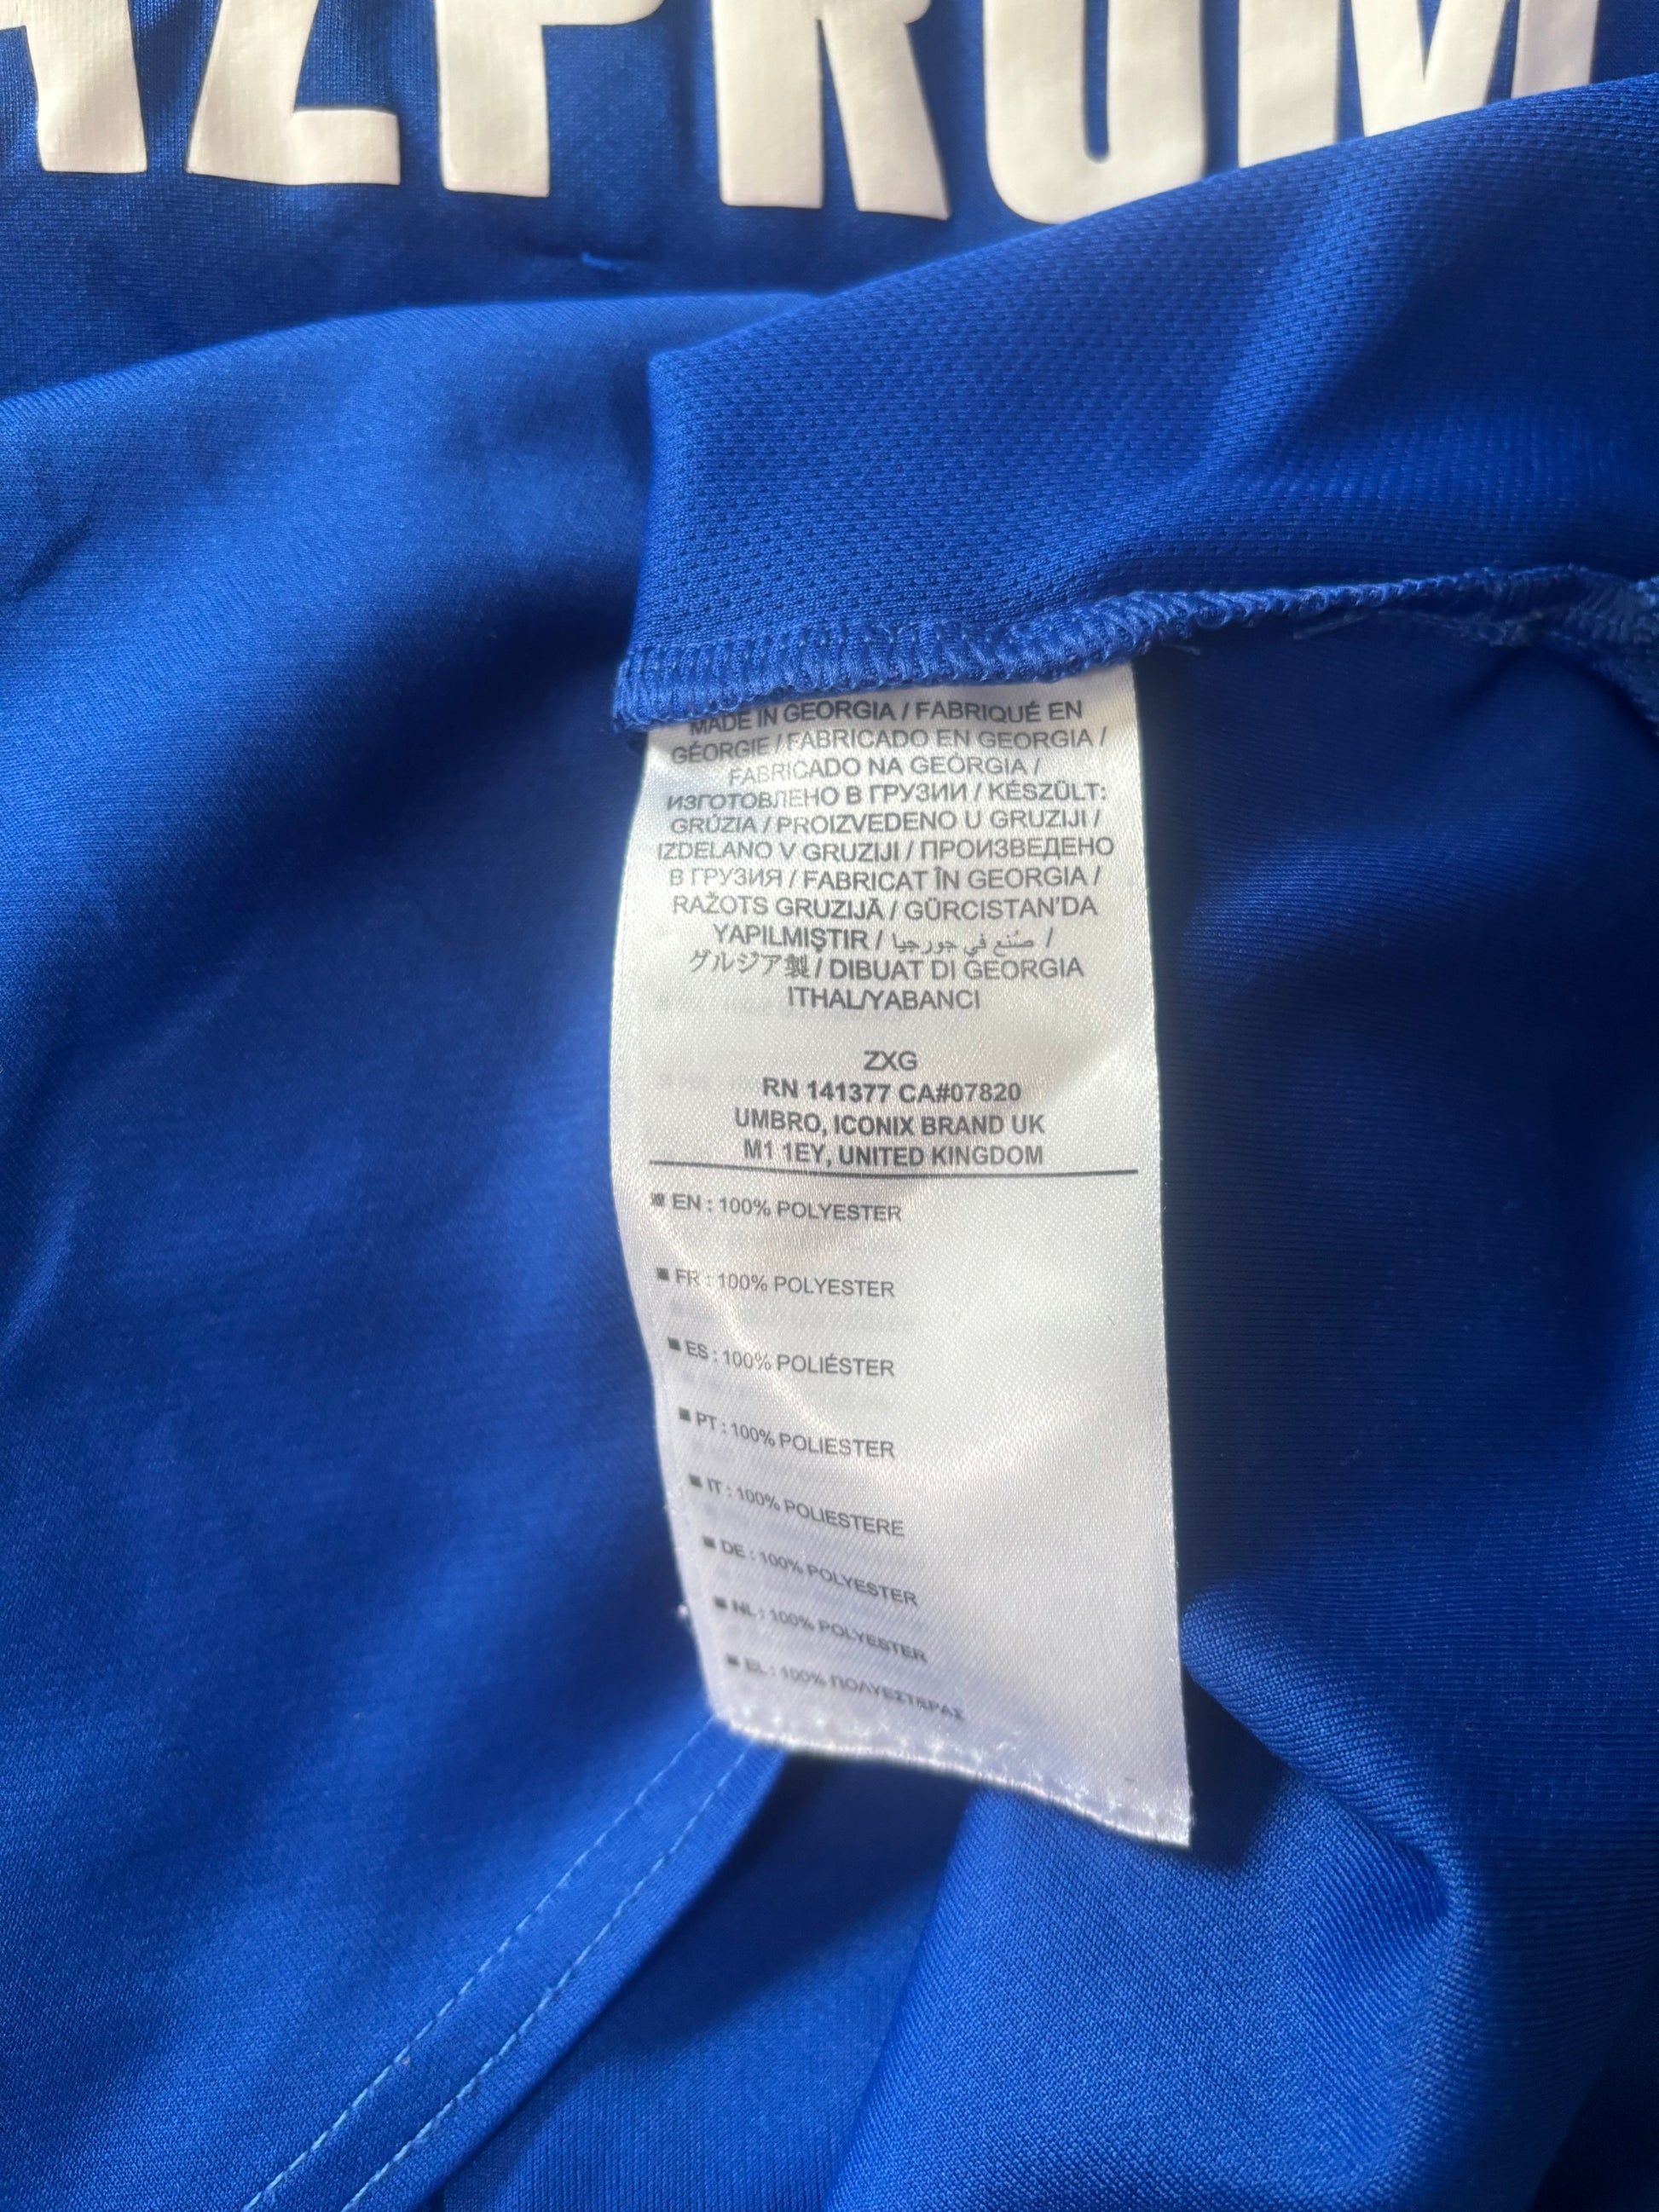 AZPROM
MADE IN GEORGIA / FABRIQUÉ EN
GÉORGIE / FABRICADO EN GEORGIA /
FABRICADO NA GEÓRGIA /
ИЗГОТОВЛЕНО В ГРУЗИИ / KÉSZÜLT:
GRÚZIA / PROIZVEDENO U GRUZIJI /
IZDELANO V GRUZIJI / ПРОИЗВЕДЕНО
В ГРУЗИЯ / FABRICAT ÎN GEORGIA /
RAŽOTS GRUZIJĀ / GÜRCISTAN'DA
YAPILMIŞTIR / صُنع في جورجيا /
グルジア製 / DIBUAT DI GEORGIA
ITHAL/YABANCI
ZXG
RN 141377 CA#07820
UMBRO, ICONIX BRAND UK
M1 1EY, UNITED KINGDOM
■ EN : 100% POLYESTER
■ FR : 100% POLYESTER
■ ES : 100% POLIÉSTER
■ PT : 100% POLIESTER
■ IT : 100% POLIESTERE
■ DE : 100% POLYESTER
■ NL : 100% POLYESTER
■ EL : 100% ΠΟΛΥΕΣΤΕΡΑΣ